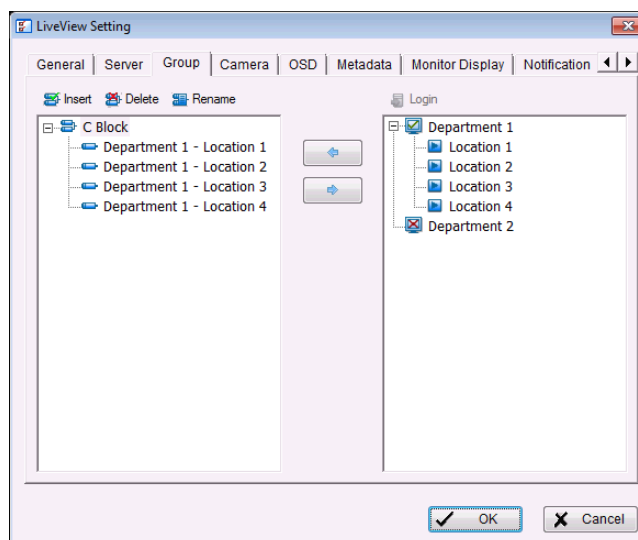 LiveView Setting
General Server Group Camera OSD Metadata Monitor Display Notification
Insert Delete Rename
C Block
Department 1 - Location 1
Department 1 - Location 2
Department 1 - Location 3
Department 1 - Location 4
Login
Department 1
Location 1
Location 2
Location 3
Location 4
Department 2
OK Cancel